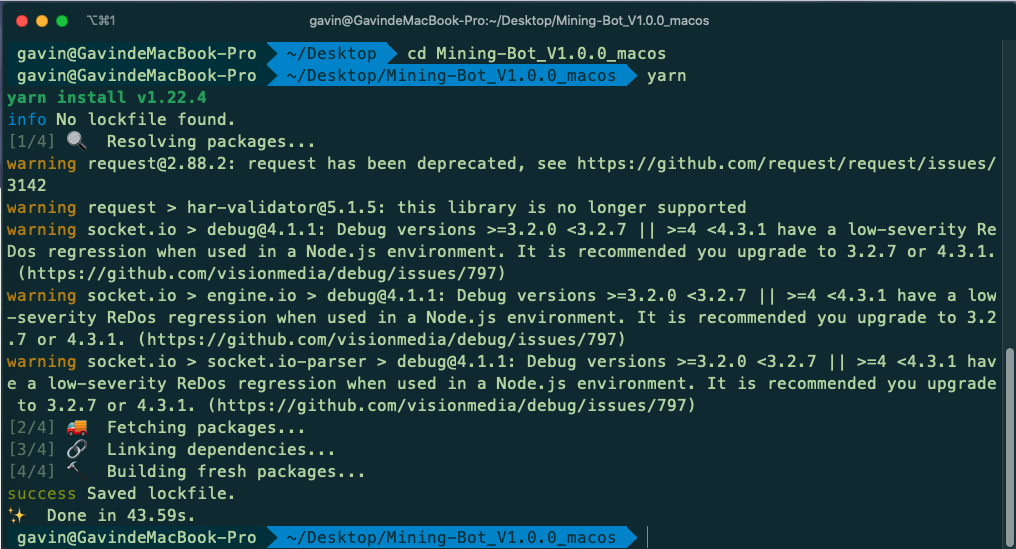 ⌥⌘1 gavin@GavindeMacBook-Pro:~/Desktop/Mining-Bot_V1.0.0_macos
gavin@GavindeMacBook-Pro ~/Desktop cd Mining-Bot_V1.0.0_macos
gavin@GavindeMacBook-Pro ~/Desktop/Mining-Bot_V1.0.0_macos yarn
yarn install v1.22.4
info No lockfile found.
[1/4] 🔍 Resolving packages...
warning request@2.88.2: request has been deprecated, see https://github.com/request/request/issues/
3142
warning request > har-validator@5.1.5: this library is no longer supported
warning socket.io > debug@4.1.1: Debug versions >=3.2.0 <3.2.7 || >=4 <4.3.1 have a low-severity Re
Dos regression when used in a Node.js environment. It is recommended you upgrade to 3.2.7 or 4.3.1.
(https://github.com/visionmedia/debug/issues/797)
warning socket.io > engine.io > debug@4.1.1: Debug versions >=3.2.0 <3.2.7 || >=4 <4.3.1 have a low
-severity ReDos regression when used in a Node.js environment. It is recommended you upgrade to 3.2
.7 or 4.3.1. (https://github.com/visionmedia/debug/issues/797)
warning socket.io > socket.io-parser > debug@4.1.1: Debug versions >=3.2.0 <3.2.7 || >=4 <4.3.1 hav
e a low-severity ReDos regression when used in a Node.js environment. It is recommended you upgrade
to 3.2.7 or 4.3.1. (https://github.com/visionmedia/debug/issues/797)
[2/4] 🚚 Fetching packages...
[3/4] 🔗 Linking dependencies...
[4/4] 🔨 Building fresh packages...
success Saved lockfile.
✨ Done in 43.59s.
gavin@GavindeMacBook-Pro ~/Desktop/Mining-Bot_V1.0.0_macos